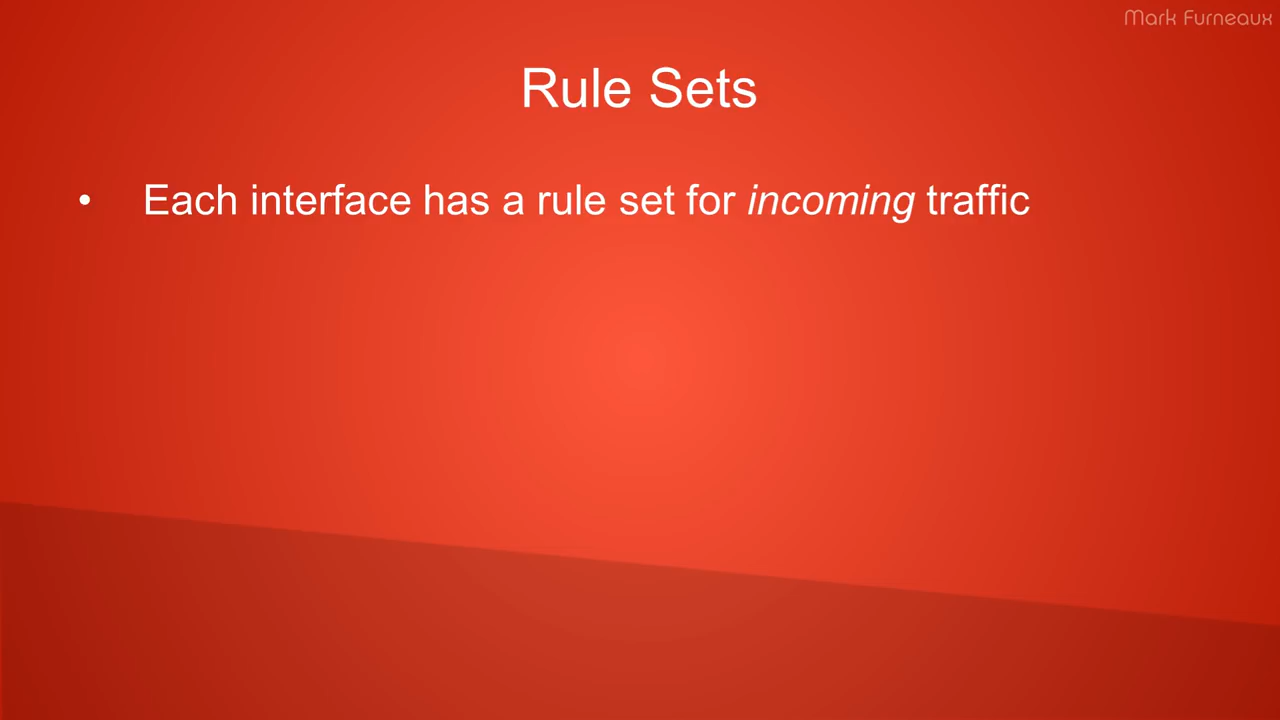 Mark Furneaux
Rule Sets
• Each interface has a rule set for incoming traffic